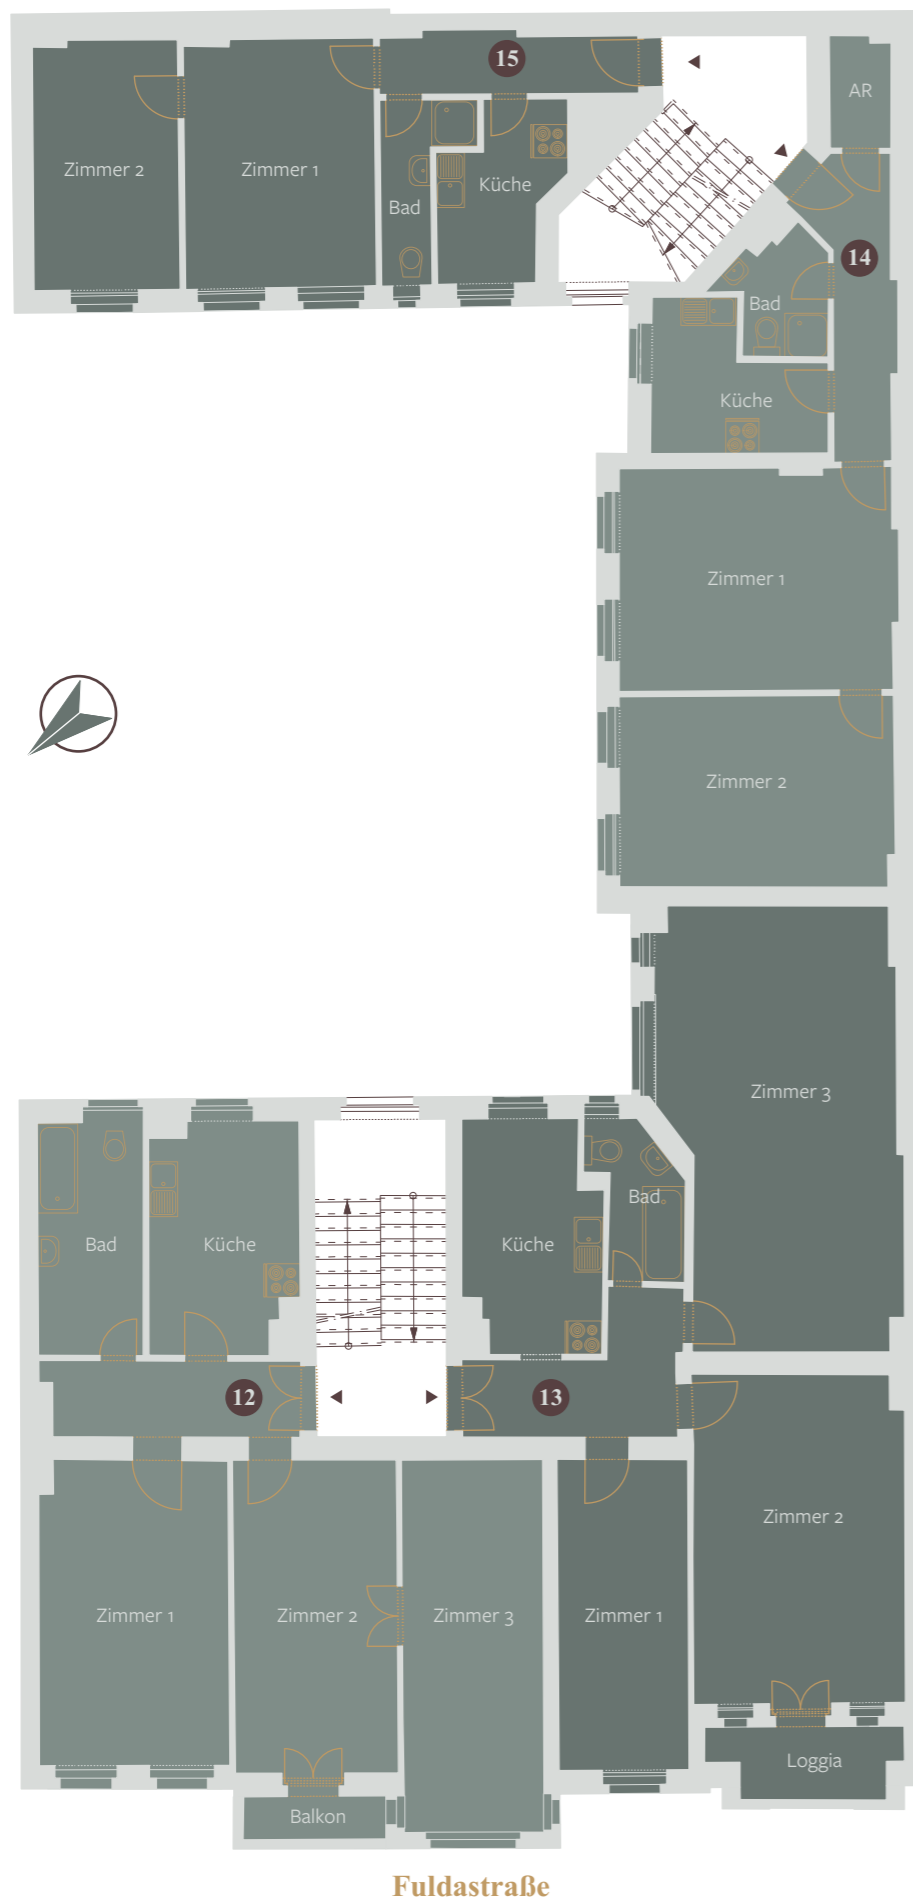 15
AR
Zimmer 2
Zimmer 1
Küche
Bad
14
Bad
Küche
Zimmer 1
Zimmer 2
Zimmer 3
Bad
Bad
Küche
Küche
12
13
Zimmer 2
Zimmer 1
Zimmer 2
Zimmer 3
Zimmer 1
Loggia
Balkon
Fuldastraße